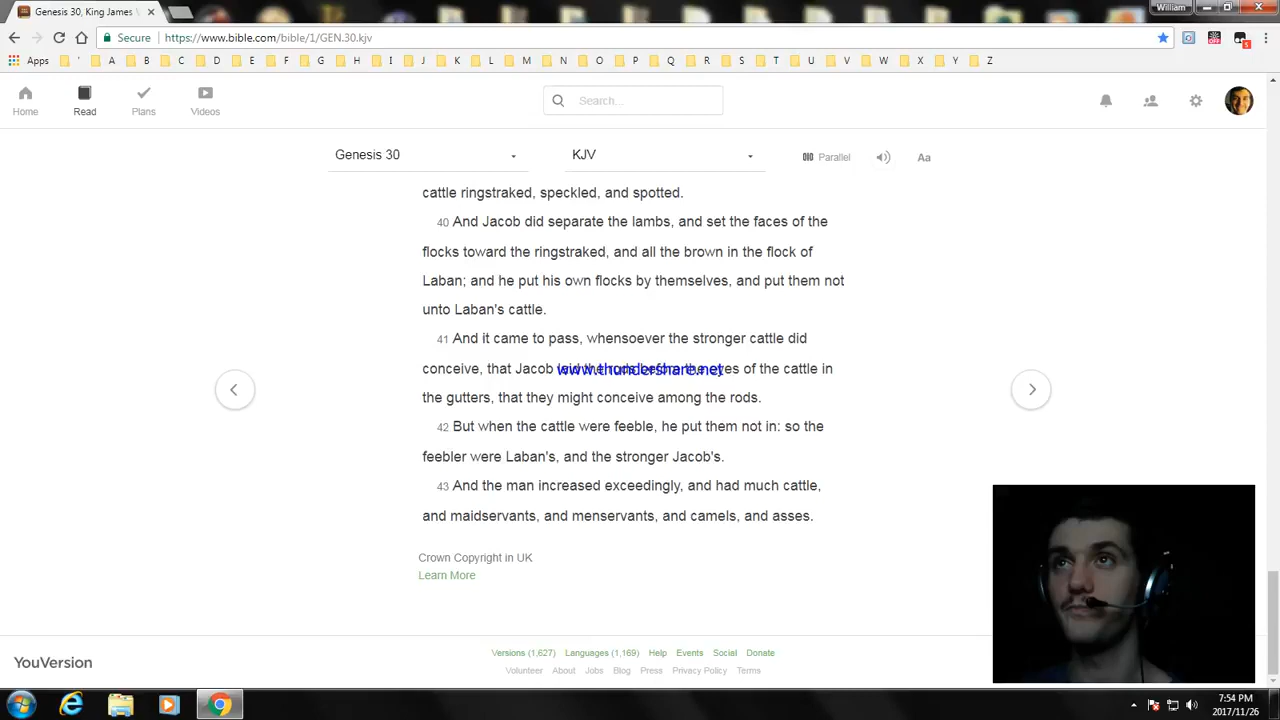 Genesis 30, King James V
William
Secure https://www.bible.com/bible/1/GEN.30.kjv
Apps ' A B C D E F G H I J K L M N O P Q R S T U V W X Y Z
OFF
Home Read Plans Videos
Search...
Genesis 30 KJV Parallel Aa
cattle ringstraked, speckled, and spotted.
40 And Jacob did separate the lambs, and set the faces of the
flocks toward the ringstraked, and all the brown in the flock of
Laban; and he put his own flocks by themselves, and put them not
unto Laban's cattle.
41 And it came to pass, whensoever the stronger cattle did
conceive, that Jacob laid the rods before the eyes of the cattle in
www.thundershare.net
the gutters, that they might conceive among the rods.
42 But when the cattle were feeble, he put them not in: so the
feebler were Laban's, and the stronger Jacob's.
43 And the man increased exceedingly, and had much cattle,
and maidservants, and menservants, and camels, and asses.
Crown Copyright in UK
Learn More
YouVersion
Versions (1,627) Languages (1,169) Help Events Social Donate
Volunteer About Jobs Blog Press Privacy Policy Terms
7:54 PM
2017/11/26